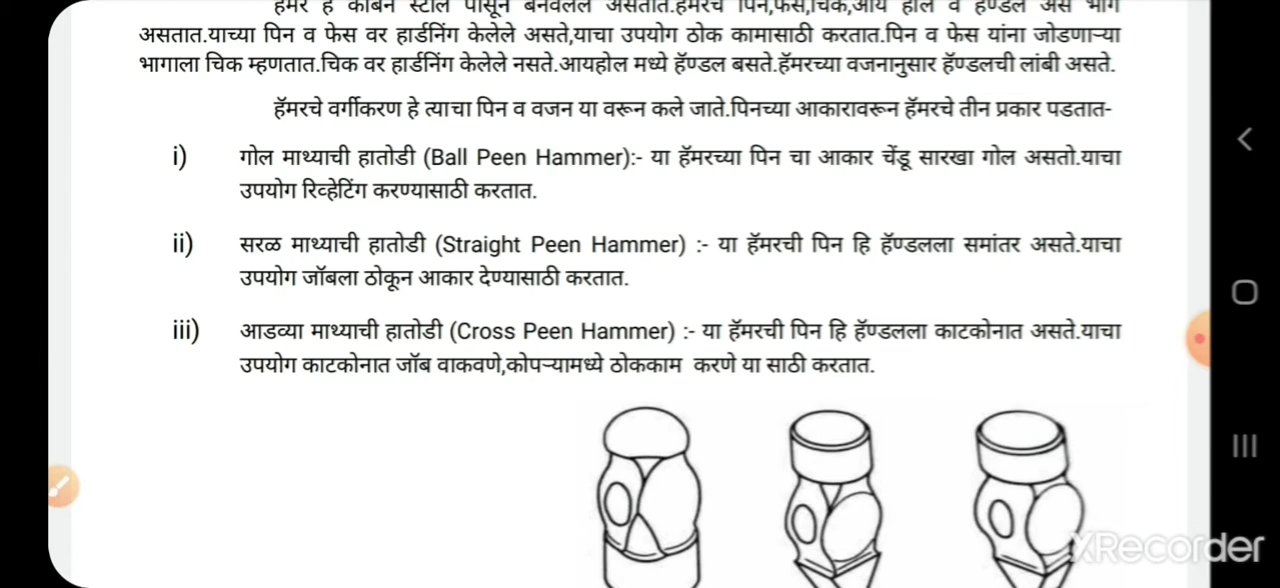 हॅमर हे कार्बन स्टील पासून बनवलेले असतात.हॅमरचे पिन,फेस,चिक,आय होल व हॅण्डल असे भाग
असतात.याच्या पिन व फेस वर हार्डनिंग केलेले असते,याचा उपयोग ठोक कामासाठी करतात.पिन व फेस यांना जोडणाऱ्या
भागाला चिक म्हणतात.चिक वर हार्डनिंग केलेले नसते.आयहोल मध्ये हॅण्डल बसते.हॅमरच्या वजनानुसार हॅण्डलची लांबी असते.
हॅमरचे वर्गीकरण हे त्याचा पिन व वजन या वरून कले जाते.पिनच्या आकारावरून हॅमरचे तीन प्रकार पडतात-
i) गोल माथ्याची हातोडी (Ball Peen Hammer):- या हॅमरच्या पिन चा आकार चेंडू सारखा गोल असतो.याचा
उपयोग रिव्हेटिंग करण्यासाठी करतात.
ii) सरळ माथ्याची हातोडी (Straight Peen Hammer) :- या हॅमरची पिन हि हॅण्डलला समांतर असते.याचा
उपयोग जॉबला ठोकून आकार देण्यासाठी करतात.
iii) आडव्या माथ्याची हातोडी (Cross Peen Hammer) :- या हॅमरची पिन हि हॅण्डलला काटकोनात असते.याचा
उपयोग काटकोनात जॉब वाकवणे,कोपऱ्यामध्ये ठोककाम करणे या साठी करतात.
XRecorder